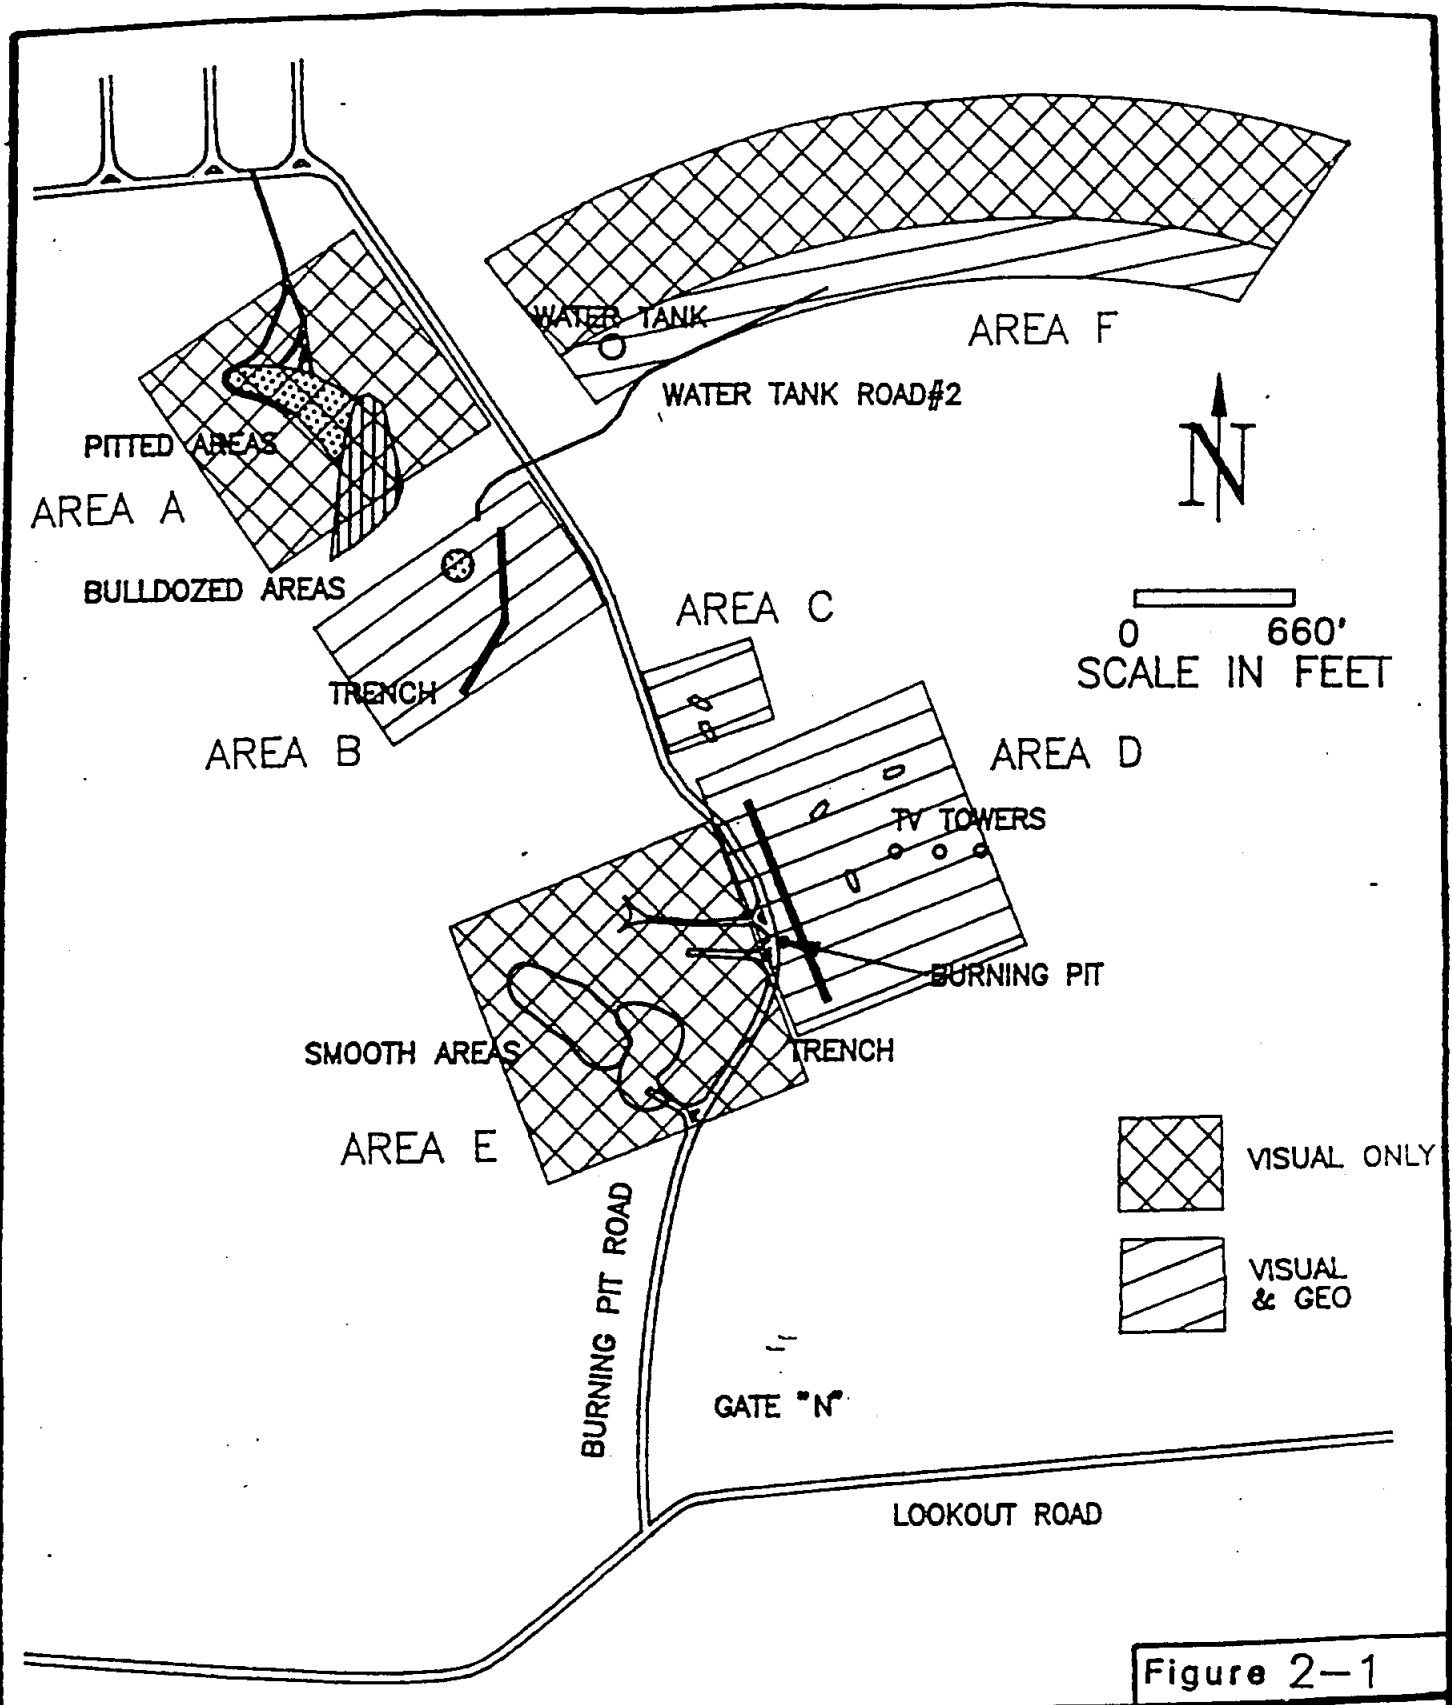 WATER TANK
AREA F
WATER TANK ROAD#2
N
PITTED AREAS
AREA A
BULLDOZED AREAS
AREA C
0 660'
SCALE IN FEET
TRENCH
AREA B
AREA D
TV TOWERS
BURNING PIT
SMOOTH AREAS
TRENCH
AREA E
VISUAL ONLY
BURNING PIT ROAD
VISUAL
& GEO
GATE "N"
LOOKOUT ROAD
Figure 2-1